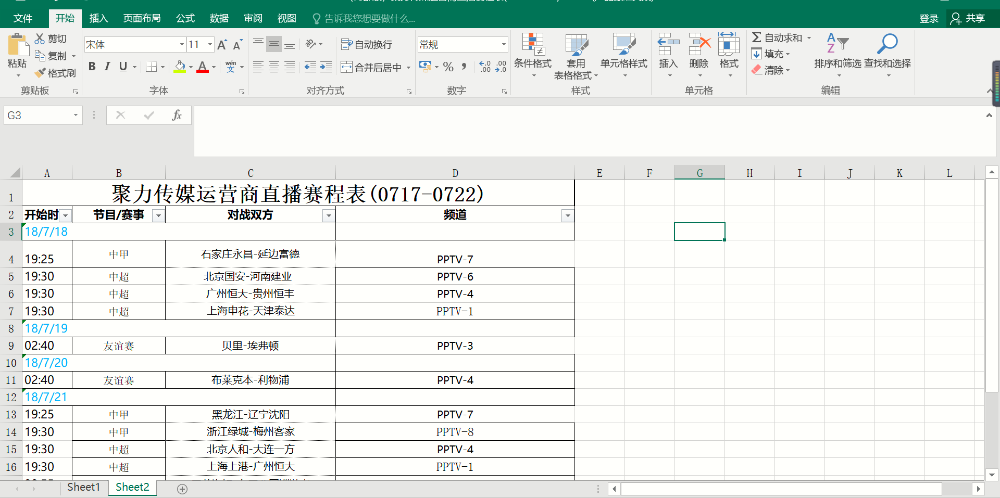 文件 开始 插入 页面布局 公式 数据 审阅 视图 告诉我您想要做什么... 登录 共享
粘贴 剪切 复制 格式刷 剪贴板
宋体 11 A A B I U A wén 文 字体
自动换行 合并后居中 对齐方式
常规 % , 数字
条件格式 套用 表格格式 单元格样式 样式
插入 删除 格式 单元格
Σ 自动求和 填充 清除 排序和筛选 查找和选择 编辑
G3 fx
A B C D E F G H I J K L
1 聚力传媒运营商直播赛程表(0717-0722)
2 开始时 节目/赛事 对战双方 频道
3 18/7/18
4 19:25 中甲 石家庄永昌-延边富德 PPTV-7
5 19:30 中超 北京国安-河南建业 PPTV-6
6 19:30 中超 广州恒大-贵州恒丰 PPTV-4
7 19:30 中超 上海申花-天津泰达 PPTV-1
8 18/7/19
9 02:40 友谊赛 贝里-埃弗顿 PPTV-3
10 18/7/20
11 02:40 友谊赛 布莱克本-利物浦 PPTV-4
12 18/7/21
13 19:25 中甲 黑龙江-辽宁沈阳 PPTV-7
14 19:30 中甲 浙江绿城-梅州客家 PPTV-8
15 19:30 中超 北京人和-大连一方 PPTV-4
16 19:30 中超 上海上港-广州恒大 PPTV-1
Sheet1 Sheet2